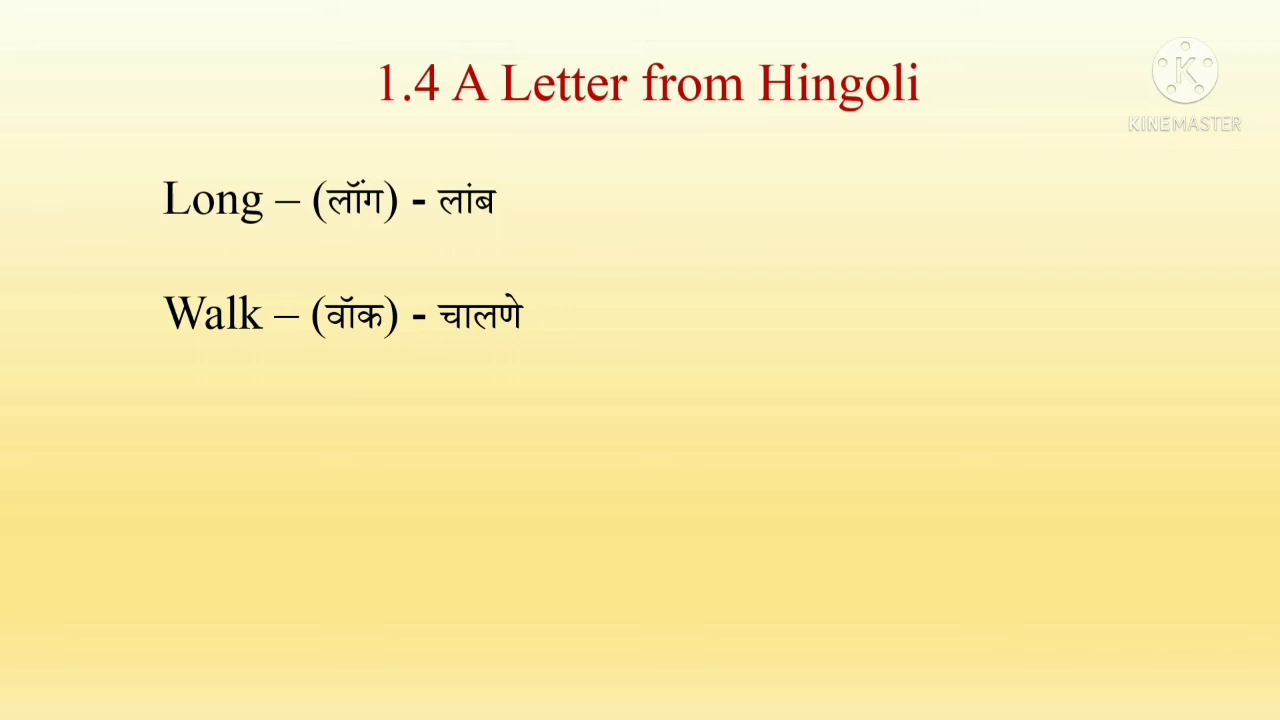 1.4 A Letter from Hingoli
K
KINEMASTER
Long – (लॉंग) - लांब
Walk – (वॉक) - चालणे